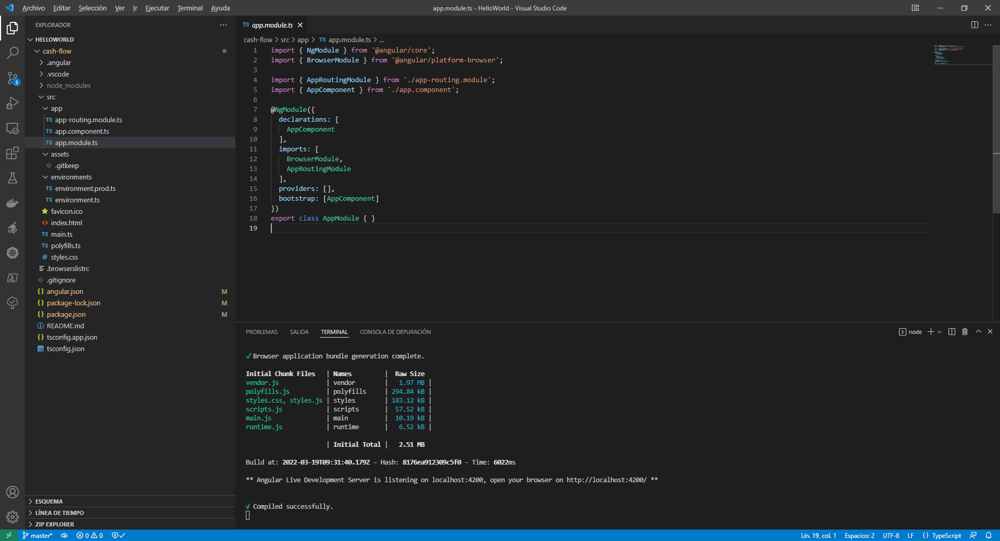 Archivo Editar Selección Ver Ir Ejecutar Terminal Ayuda
app.module.ts - HelloWorld - Visual Studio Code
EXPLORADOR
HELLOWORLD
cash-flow
.angular
.vscode
node_modules
src
app
TS app-routing.module.ts
TS app.component.ts
TS app.module.ts
assets
.gitkeep
environments
TS environment.prod.ts
TS environment.ts
favicon.ico
<> index.html
TS main.ts
TS polyfills.ts
# styles.css
.browserslistrc
.gitignore
{} angular.json M
{} package-lock.json M
{} package.json M
README.md
{} tsconfig.app.json
TS tsconfig.json
ESQUEMA
LÍNEA DE TIEMPO
ZIP EXPLORER
3
TS app.module.ts
cash-flow > src > app > TS app.module.ts > ...
1 import { NgModule } from '@angular/core';
2 import { BrowserModule } from '@angular/platform-browser';
3
4 import { AppRoutingModule } from './app-routing.module';
5 import { AppComponent } from './app.component';
6
7 @NgModule({
8 declarations: [
9 AppComponent
10 ],
11 imports: [
12 BrowserModule,
13 AppRoutingModule
14 ],
15 providers: [],
16 bootstrap: [AppComponent]
17 })
18 export class AppModule { }
19
PROBLEMAS SALIDA TERMINAL CONSOLA DE DEPURACIÓN
node
✓ Browser application bundle generation complete.
Initial Chunk Files | Names | Raw Size
vendor.js | vendor | 1.97 MB |
polyfills.js | polyfills | 294.84 kB |
styles.css, styles.js | styles | 183.12 kB |
scripts.js | scripts | 57.52 kB |
main.js | main | 10.19 kB |
runtime.js | runtime | 6.52 kB |
| Initial Total | 2.51 MB
Build at: 2022-03-19T09:31:40.179Z - Hash: 8176ea912309c5f0 - Time: 6022ms
** Angular Live Development Server is listening on localhost:4200, open your browser on http://localhost:4200/ **
√ Compiled successfully.
master* 0 0
Lín. 19, col. 1 Espacios: 2 UTF-8 LF {} TypeScript